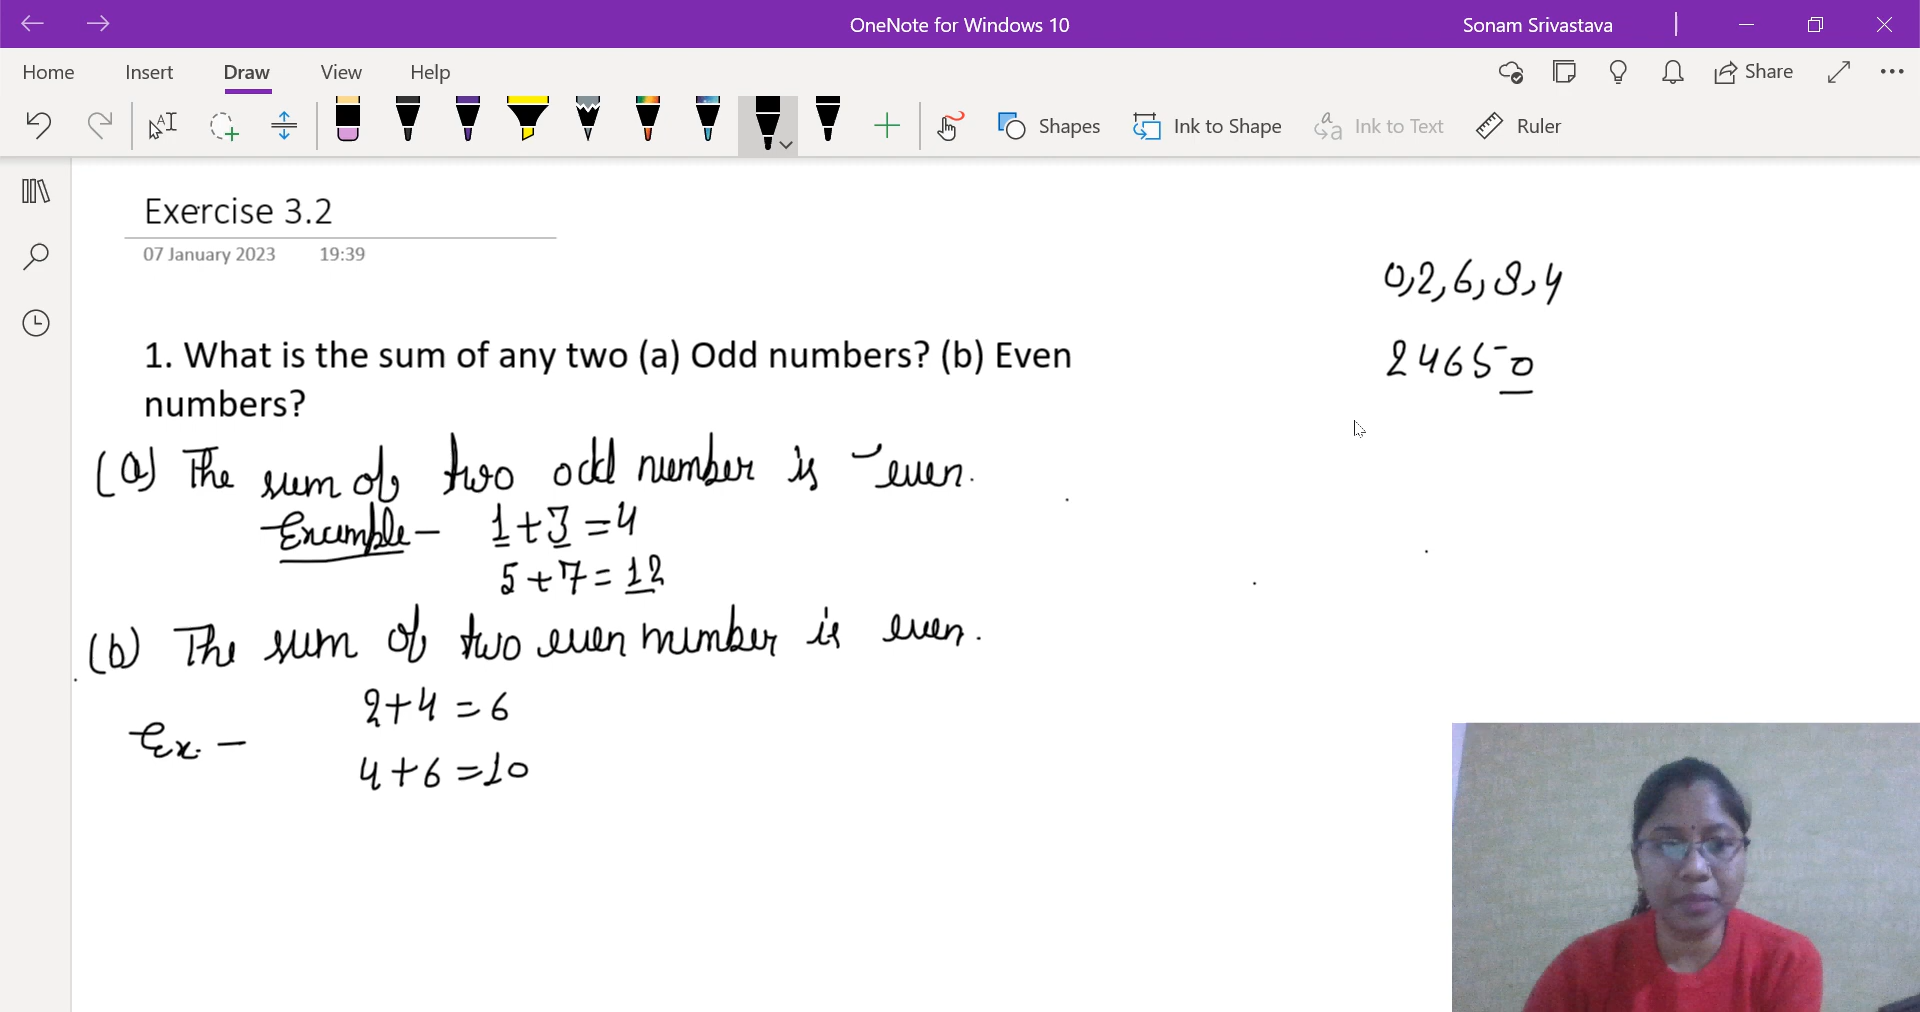 OneNote for Windows 10
Sonam Srivastava
Home Insert Draw View Help
Share
Shapes Ink to Shape Ink to Text Ruler
Exercise 3.2
07 January 2023 19:39
0,2,6,8,4
24650
1. What is the sum of any two (a) Odd numbers? (b) Even
numbers?
(a) The sum of two odd number is even.
Example - 1+3=4
5+7=12
(b) The sum of two even number is even.
Ex. - 2+4=6
4+6=10